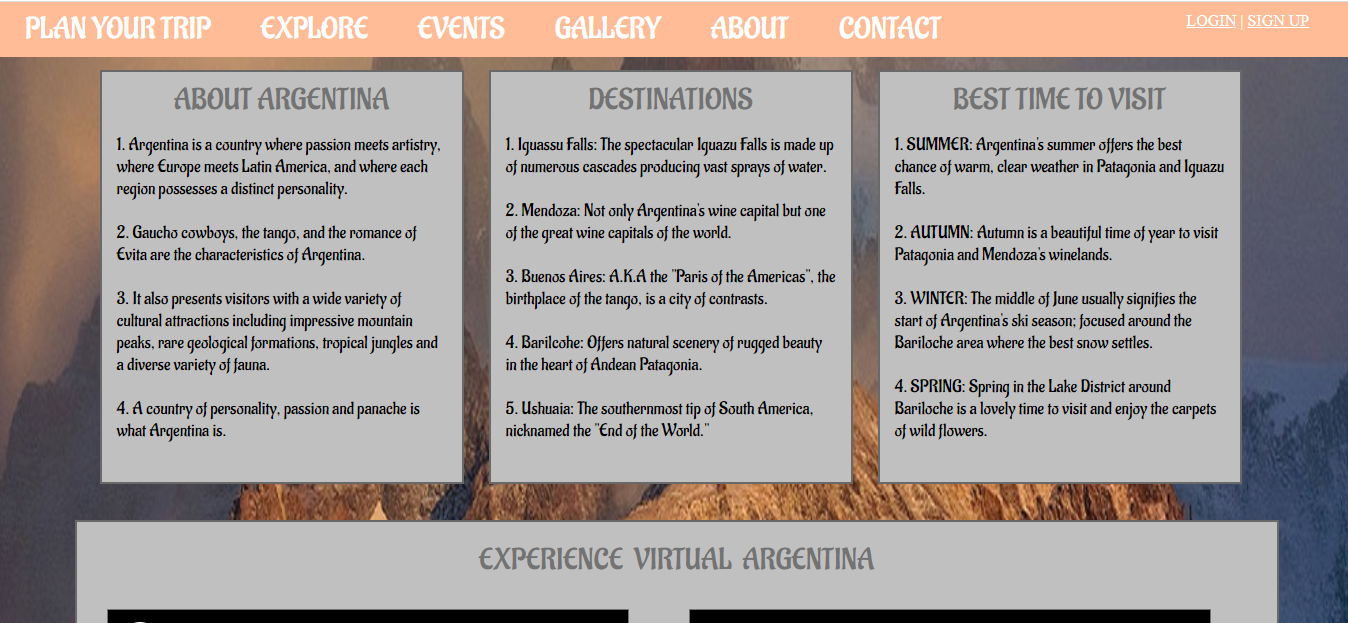 PLAN YOUR TRIP EXPLORE EVENTS GALLERY ABOUT CONTACT LOGIN | SIGN UP
ABOUT ARGENTINA
1. Argentina is a country where passion meets artistry,
where Europe meets Latin America, and where each
region possesses a distinct personality.
2. Gaucho cowboys, the tango, and the romance of
Evita are the characteristics of Argentina.
3. It also presents visitors with a wide variety of
cultural attractions including impressive mountain
peaks, rare geological formations, tropical jungles and
a diverse variety of fauna.
4. A country of personality, passion and panache is
what Argentina is.
DESTINATIONS
1. Iguassu Falls: The spectacular Iguazu Falls is made up
of numerous cascades producing vast sprays of water.
2. Mendoza: Not only Argentina's wine capital but one
of the great wine capitals of the world.
3. Buenos Aires: A.K.A the "Paris of the Americas", the
birthplace of the tango, is a city of contrasts.
4. Barilcohe: Offers natural scenery of rugged beauty
in the heart of Andean Patagonia.
5. Ushuaia: The southernmost tip of South America,
nicknamed the "End of the World."
BEST TIME TO VISIT
1. SUMMER: Argentina's summer offers the best
chance of warm, clear weather in Patagonia and Iguazu
Falls.
2. AUTUMN: Autumn is a beautiful time of year to visit
Patagonia and Mendoza's winelands.
3. WINTER: The middle of June usually signifies the
start of Argentina's ski season; focused around the
Bariloche area where the best snow settles.
4. SPRING: Spring in the Lake District around
Bariloche is a lovely time to visit and enjoy the carpets
of wild flowers.
EXPERIENCE VIRTUAL ARGENTINA